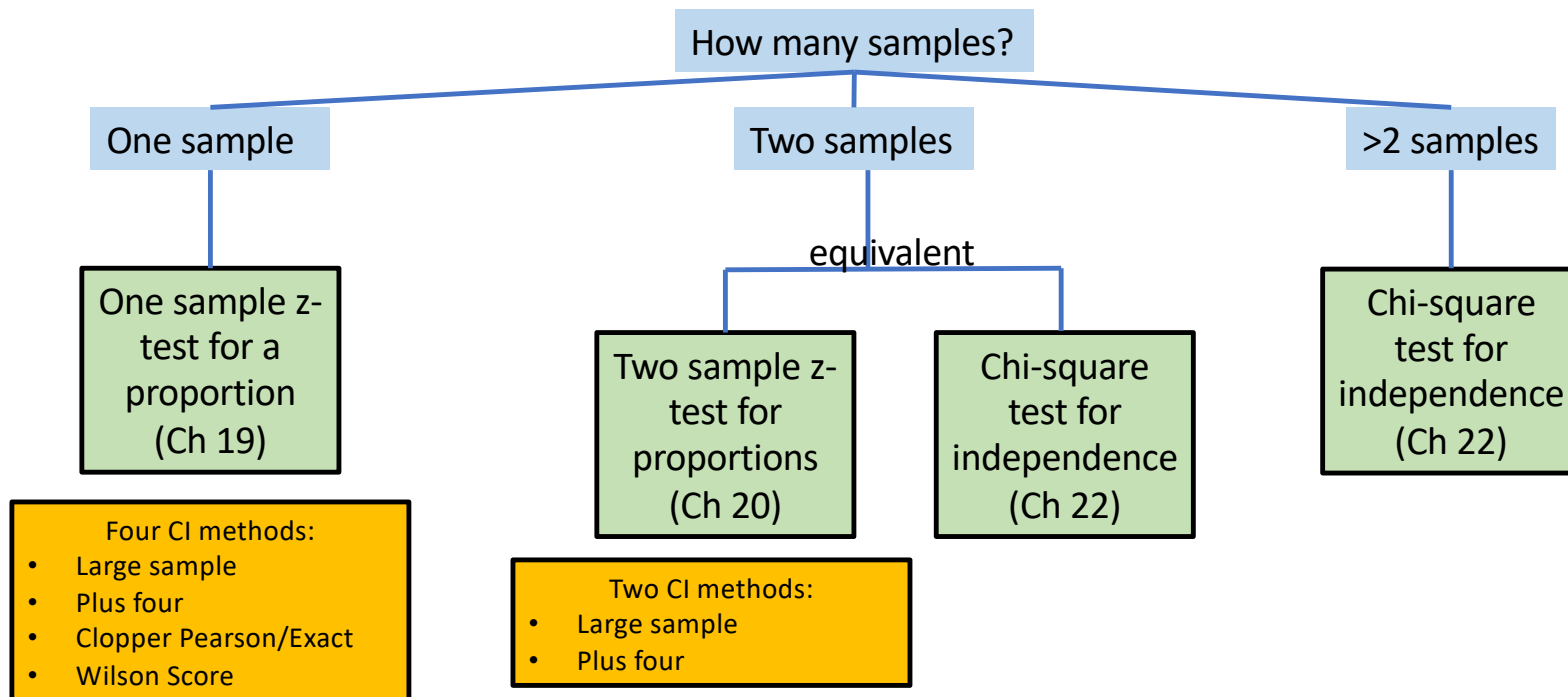 How many samples?
One sample
Two samples
>2 samples
equivalent
One sample z-
test for a
proportion
(Ch 19)
Two sample z-
test for
proportions
(Ch 20)
Chi-square
test for
independence
(Ch 22)
Chi-square
test for
independence
(Ch 22)
Four CI methods:
• Large sample
• Plus four
• Clopper Pearson/Exact
• Wilson Score
Two CI methods:
• Large sample
• Plus four